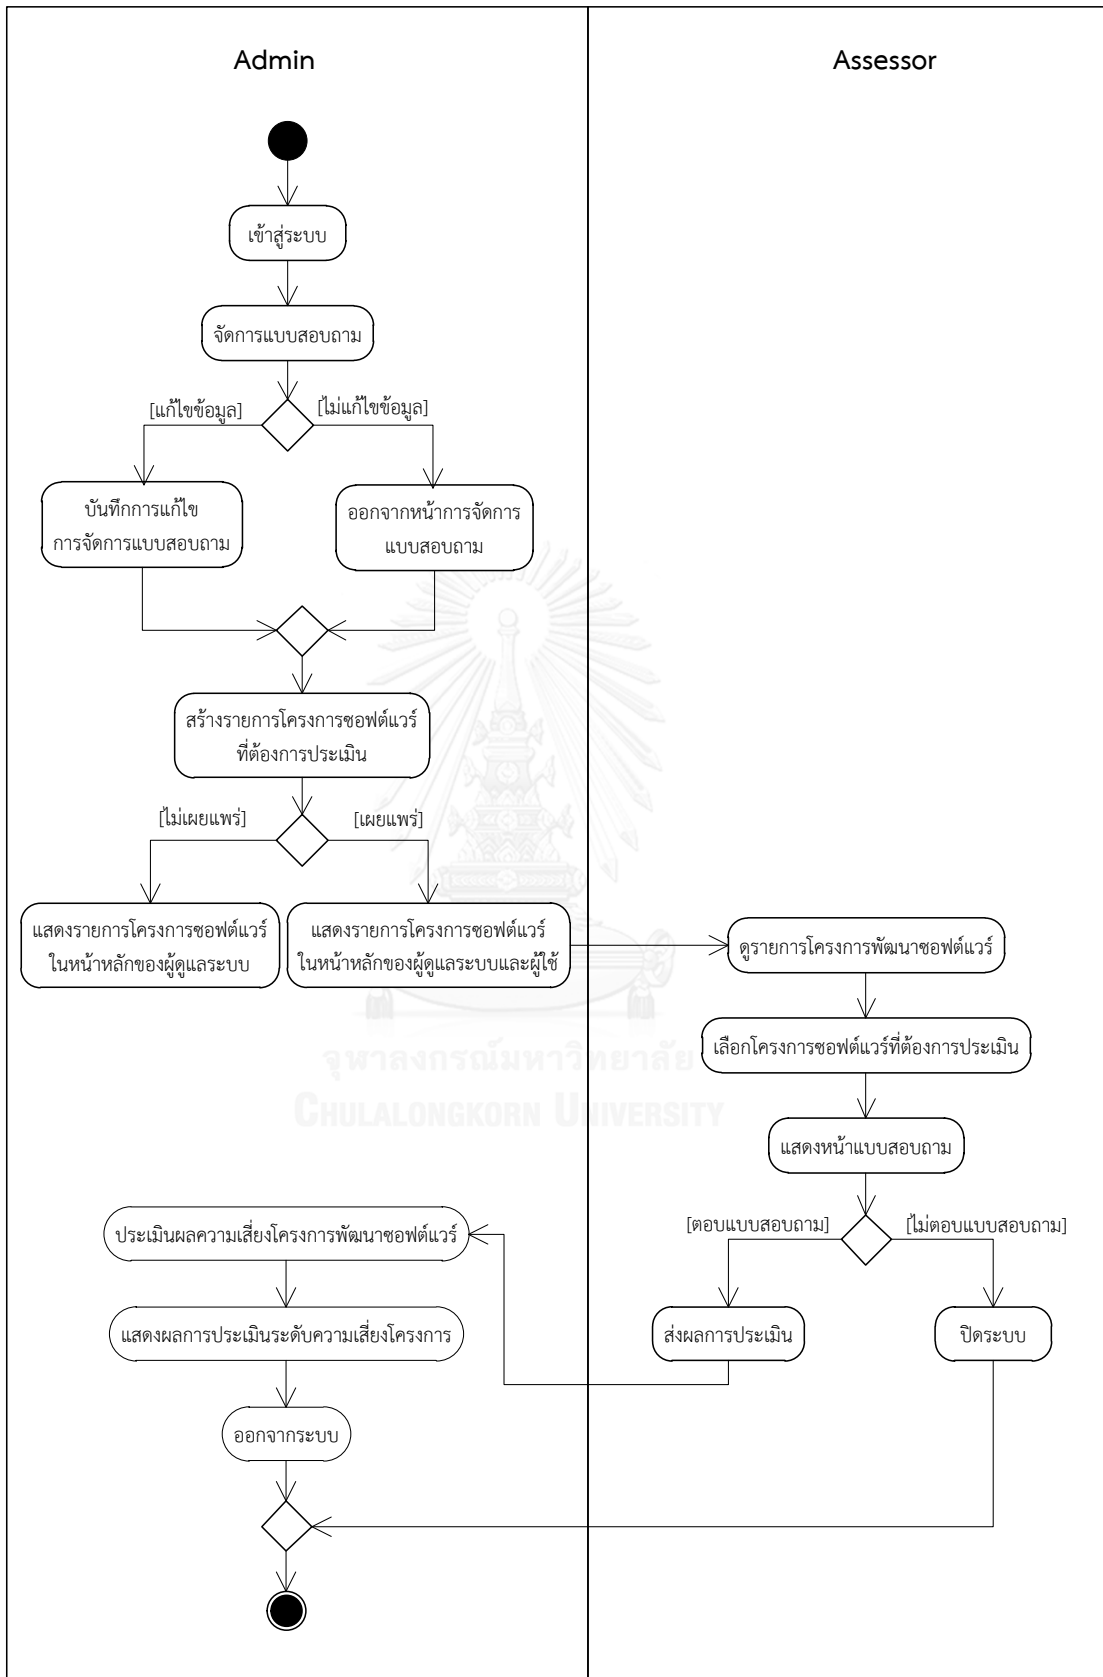 Admin
Assessor
เข้าสู่ระบบ
จัดการแบบสอบถาม
[แก้ไขข้อมูล]
[ไม่แก้ไขข้อมูล]
บันทึกการแก้ไข
การจัดการแบบสอบถาม
ออกจากหน้าการจัดการ
แบบสอบถาม
สร้างรายการโครงการซอฟต์แวร์
ที่ต้องการประเมิน
[ไม่เผยแพร่]
[เผยแพร่]
แสดงรายการโครงการซอฟต์แวร์
ในหน้าหลักของผู้ดูแลระบบ
แสดงรายการโครงการซอฟต์แวร์
ในหน้าหลักของผู้ดูแลระบบและผู้ใช้
ดูรายการโครงการพัฒนาซอฟต์แวร์
เลือกโครงการซอฟต์แวร์ที่ต้องการประเมิน
จุฬาลงกรณ์มหาวิทยาลัย
CHULALONGKORN UNIVERSITY
แสดงหน้าแบบสอบถาม
[ตอบแบบสอบถาม]
[ไม่ตอบแบบสอบถาม]
ประเมินผลความเสี่ยงโครงการพัฒนาซอฟต์แวร์
แสดงผลการประเมินระดับความเสี่ยงโครงการ
ส่งผลการประเมิน
ปิดระบบ
ออกจากระบบ